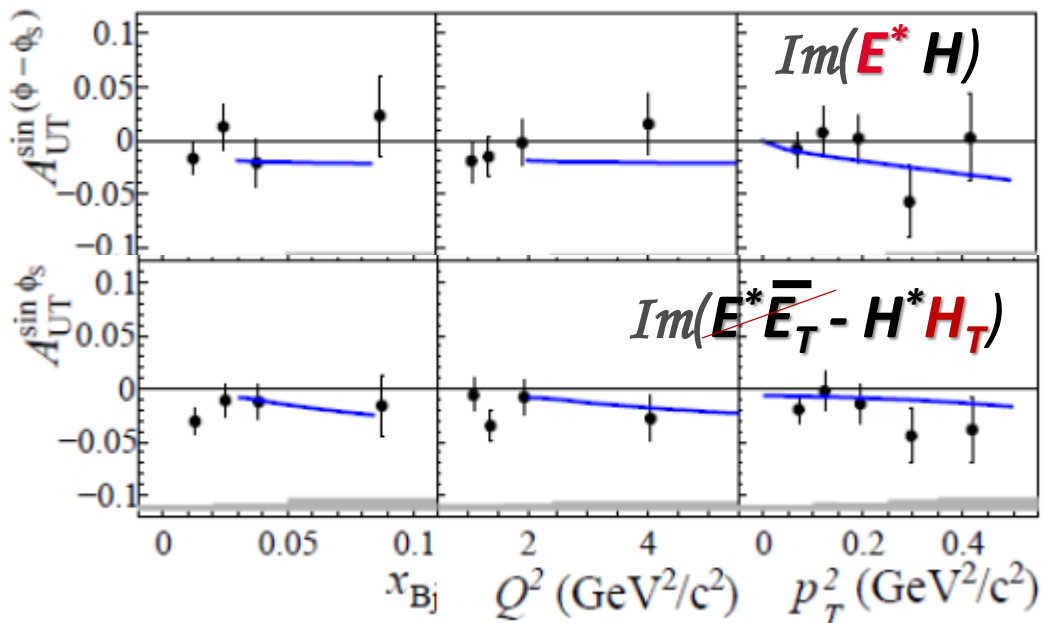 A_UT^sin (ϕ − ϕ_S)
0.1
0.05
0
−0.05
−0.1
Im(E* H)
A_UT^sin ϕ_S
0.1
0.05
0
−0.05
−0.1
Im(E* E̅_T - H* H_T)
0 0.05 0.1 2 4 0 0.2 0.4
x_Bj Q² (GeV²/c²) p_T² (GeV²/c²)